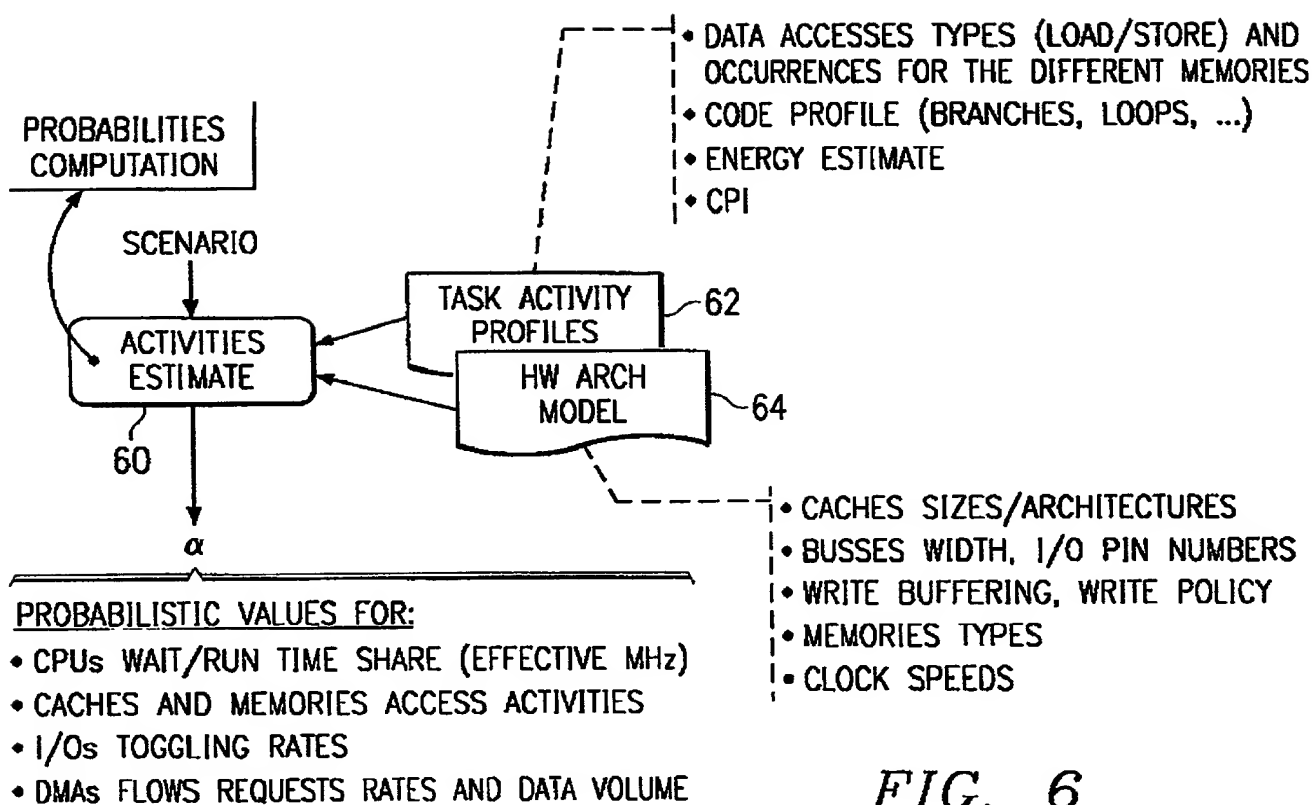 • DATA ACCESSES TYPES (LOAD/STORE) AND
OCCURRENCES FOR THE DIFFERENT MEMORIES
• CODE PROFILE (BRANCHES, LOOPS, ...)
• ENERGY ESTIMATE
• CPI
PROBABILITIES
COMPUTATION
SCENARIO
TASK ACTIVITY
PROFILES
62
ACTIVITIES
ESTIMATE
60
HW ARCH
MODEL
64
• CACHES SIZES/ARCHITECTURES
• BUSSES WIDTH, I/O PIN NUMBERS
• WRITE BUFFERING, WRITE POLICY
• MEMORIES TYPES
• CLOCK SPEEDS
α
PROBABILISTIC VALUES FOR:
• CPUs WAIT/RUN TIME SHARE (EFFECTIVE MHz)
• CACHES AND MEMORIES ACCESS ACTIVITIES
• I/Os TOGGLING RATES
• DMAs FLOWS REQUESTS RATES AND DATA VOLUME
FIG. 6